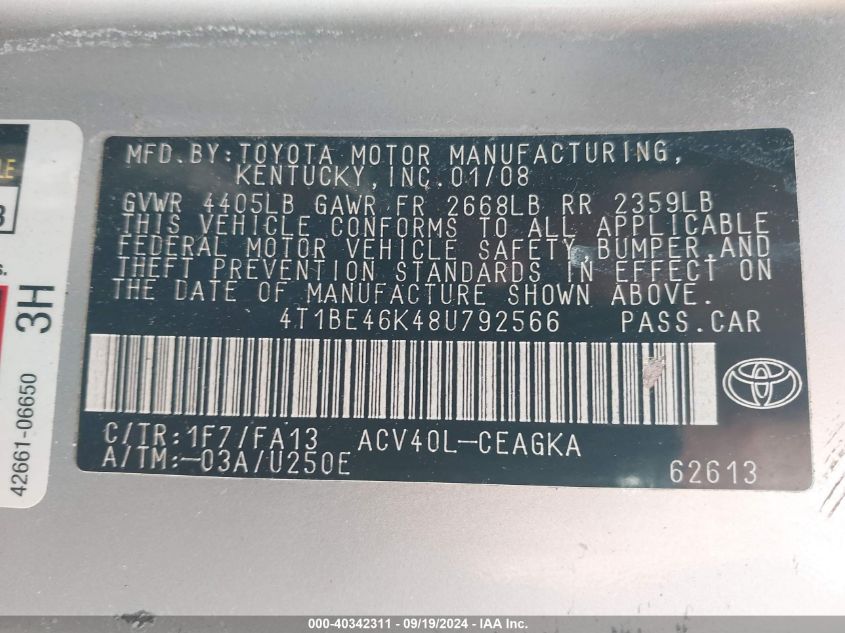 MFD.BY:TOYOTA MOTOR MANUFACTURING,
KENTUCKY,INC.01/08
GVWR 4405LB GAWR FR 2668LB RR 2359LB
THIS VEHICLE CONFORMS TO ALL APPLICABLE
FEDERAL MOTOR VEHICLE SAFETY,BUMPER,AND
THEFT PREVENTION STANDARDS IN EFFECT ON
THE DATE OF MANUFACTURE SHOWN ABOVE.
4T1BE46K48U792566 PASS.CAR
C/TR:1F7/FA13 ACV40L-CEAGKA
A/TM:-03A/U250E
62613
3H
42661-06650
000-40342311 - 09/19/2024 - IAA Inc.